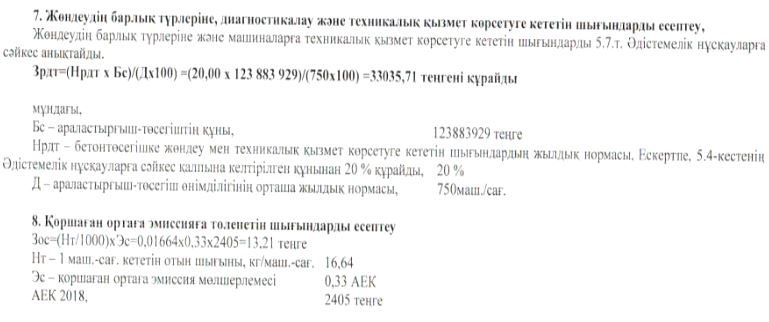 7. Жөндеудің барлық түрлеріне, диагностикалау және техникалық қызмет көрсетуге кететін шығындарды есептеу,
Жөндеудің барлық түрлеріне және машиналарға техникалық қызмет көрсетуге кететін шығындарды 5.7.т. Әдістемелік нұсқауларға
сәйкес анықтайды.
Зрдт=(Нрдт х Бс)/(Дх100) =(20,00 х 123 883 929)/(750х100) =33035,71 тенгені құрайды
мұндағы,
Бс – араластырғыш-төсегіштің құны, 123883929 теңге
Нрдт – бетонтөсегішке жөндеу мен техникалық қызмет көрсетуге кететін шығындардың жылдық нормасы, Ескертпе, 5.4-кестенің
Әдістемелік нұсқауларға сәйкес қалпына келтірілген құнынан 20 % құрайды, 20 %
Д – араластырғыш-төсегіш өнімділігінің орташа жылдық нормасы, 750маш./сағ.
8. Қоршаған ортаға эмиссияға төленетін шығындарды есептеу
Зос=(Нт/1000)хЭс=0,01664х0,33х2405=13,21 теңге
Нт – 1 маш.-сағ. кететін отын шығыны, кг/маш.-сағ. 16,64
Эс – қоршаған ортаға эмиссия мөлшерлемесі 0,33 АЕК
АЕК 2018, 2405 теңге